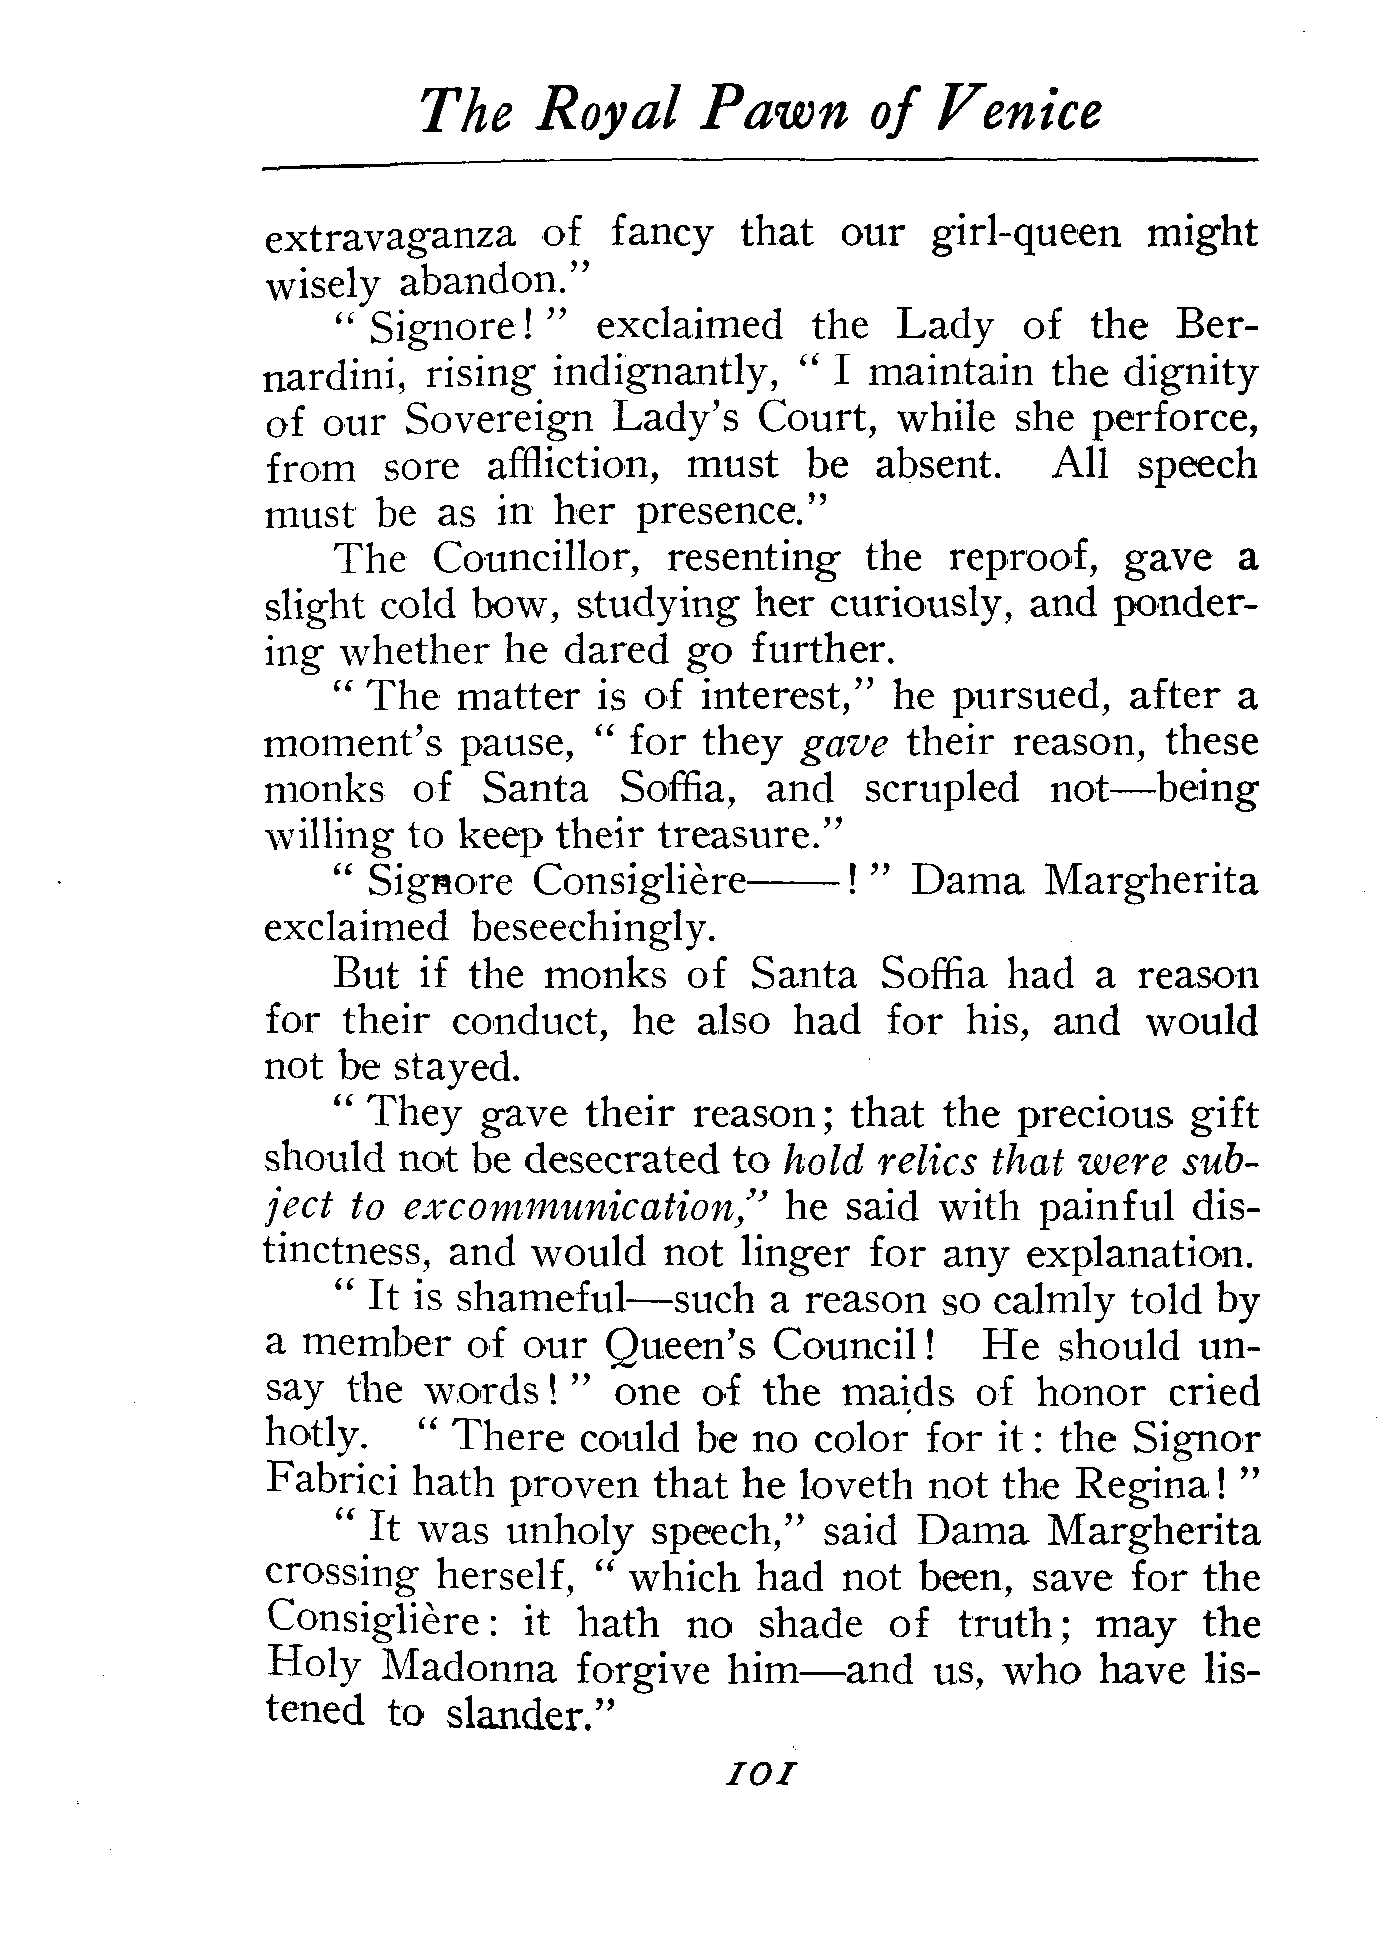 The Royal Pawn of Venice
extravaganza of fancy that our girl-queen might
wisely abandon."
" Signore! " exclaimed the Lady of the Ber-
nardini, rising indignantly, " I maintain the dignity
of our Sovereign Lady's Court, while she perforce,
from sore affliction, must be absent. All speech
must be as in her presence."
The Councillor, resenting the reproof, gave a
slight cold bow, studying her curiously, and ponder-
ing whether he dared go further.
" The matter is of interest," he pursued, after a
moment's pause, " for they gave their reason, these
monks of Santa Soffia, and scrupled not—being
willing to keep their treasure."
" Signore Consiglière——! " Dama Margherita
exclaimed beseechingly.
But if the monks of Santa Soffia had a reason
for their conduct, he also had for his, and would
not be stayed.
" They gave their reason; that the precious gift
should not be desecrated to hold relics that were sub-
ject to excommunication," he said with painful dis-
tinctness, and would not linger for any explanation.
" It is shameful—such a reason so calmly told by
a member of our Queen's Council! He should un-
say the words! " one of the maids of honor cried
hotly. " There could be no color for it: the Signor
Fabrici hath proven that he loveth not the Regina! "
" It was unholy speech," said Dama Margherita
crossing herself, " which had not been, save for the
Consiglière: it hath no shade of truth; may the
Holy Madonna forgive him—and us, who have lis-
tened to slander."
101